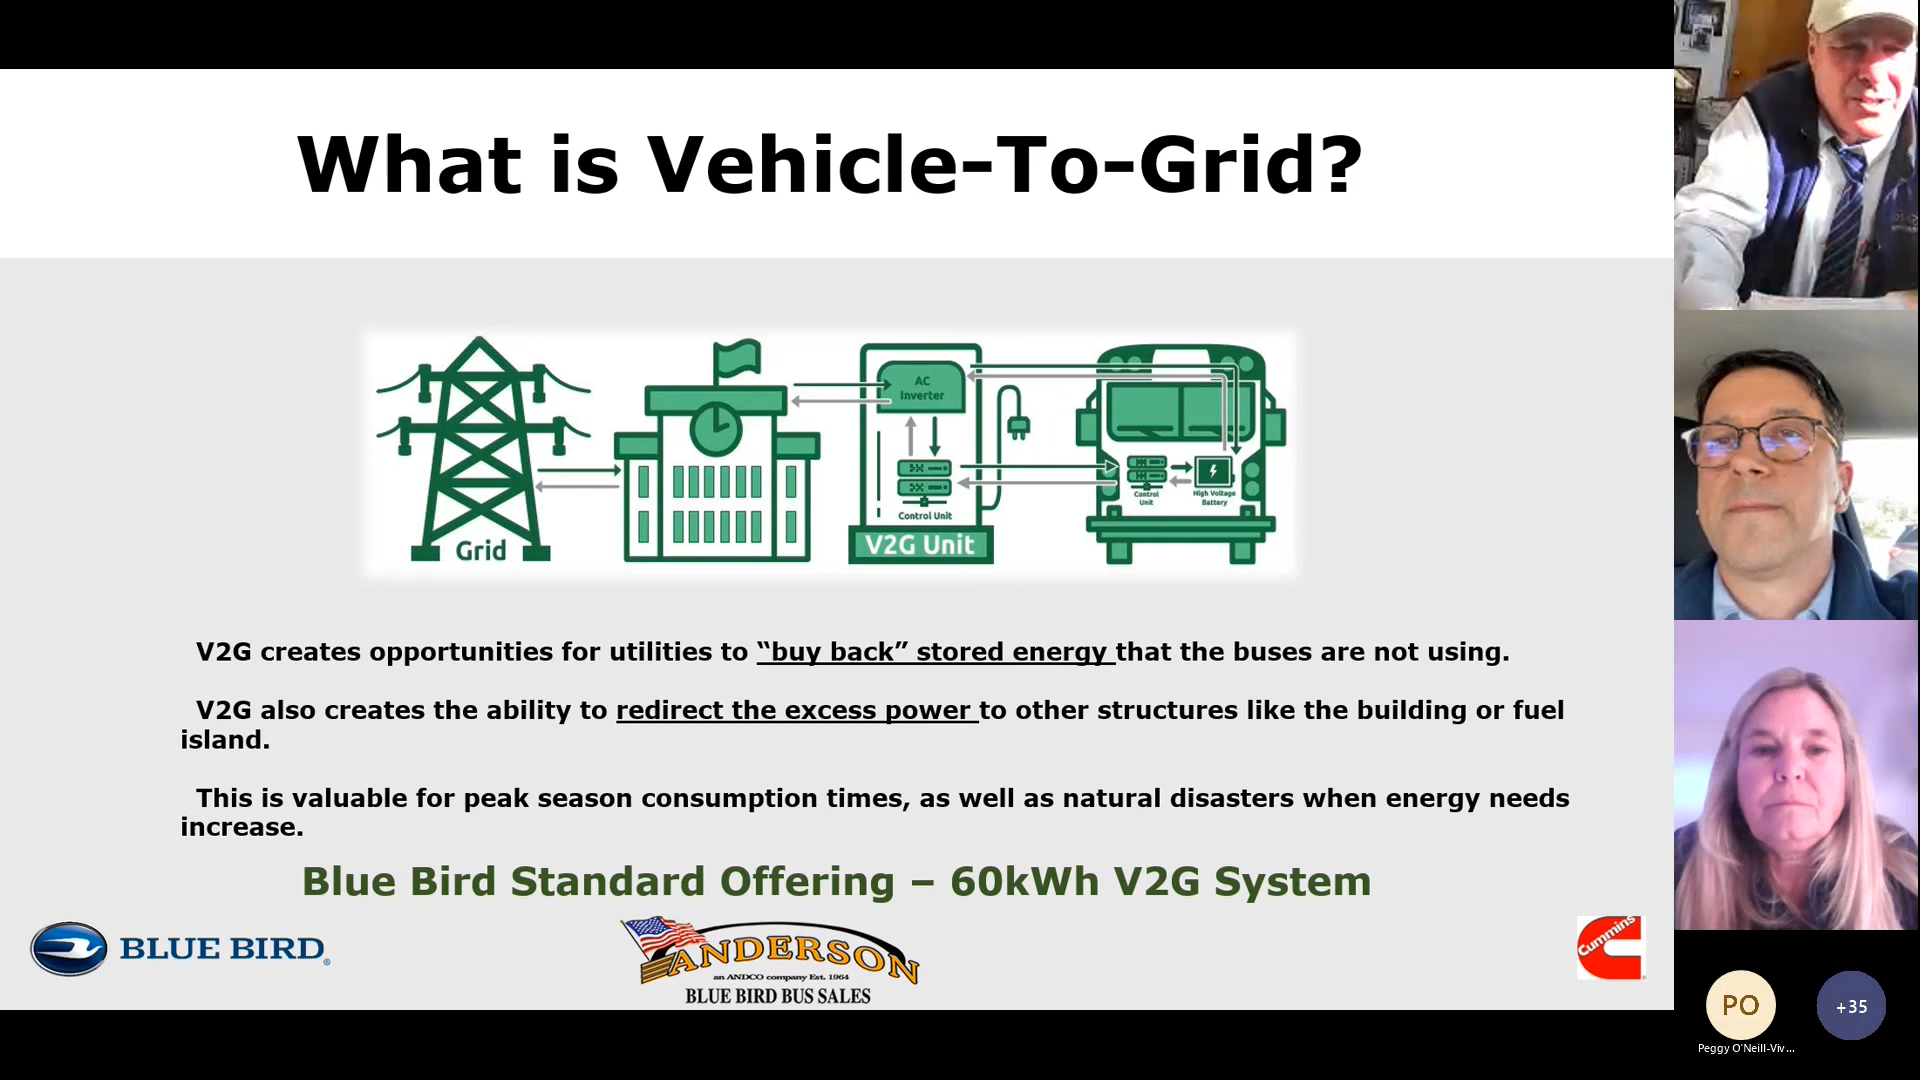 What is Vehicle-To-Grid?
AC
Inverter
Control Unit
V2G Unit
Grid
Control
Unit
High Voltage
Battery
V2G creates opportunities for utilities to “buy back” stored energy that the buses are not using.
V2G also creates the ability to redirect the excess power to other structures like the building or fuel
island.
This is valuable for peak season consumption times, as well as natural disasters when energy needs
increase.
Blue Bird Standard Offering – 60kWh V2G System
BLUE BIRD®
ANDERSON
an ANDCO company Est. 1964
BLUE BIRD BUS SALES
Cummins
PO
+35
Peggy O'Neill-Viv...